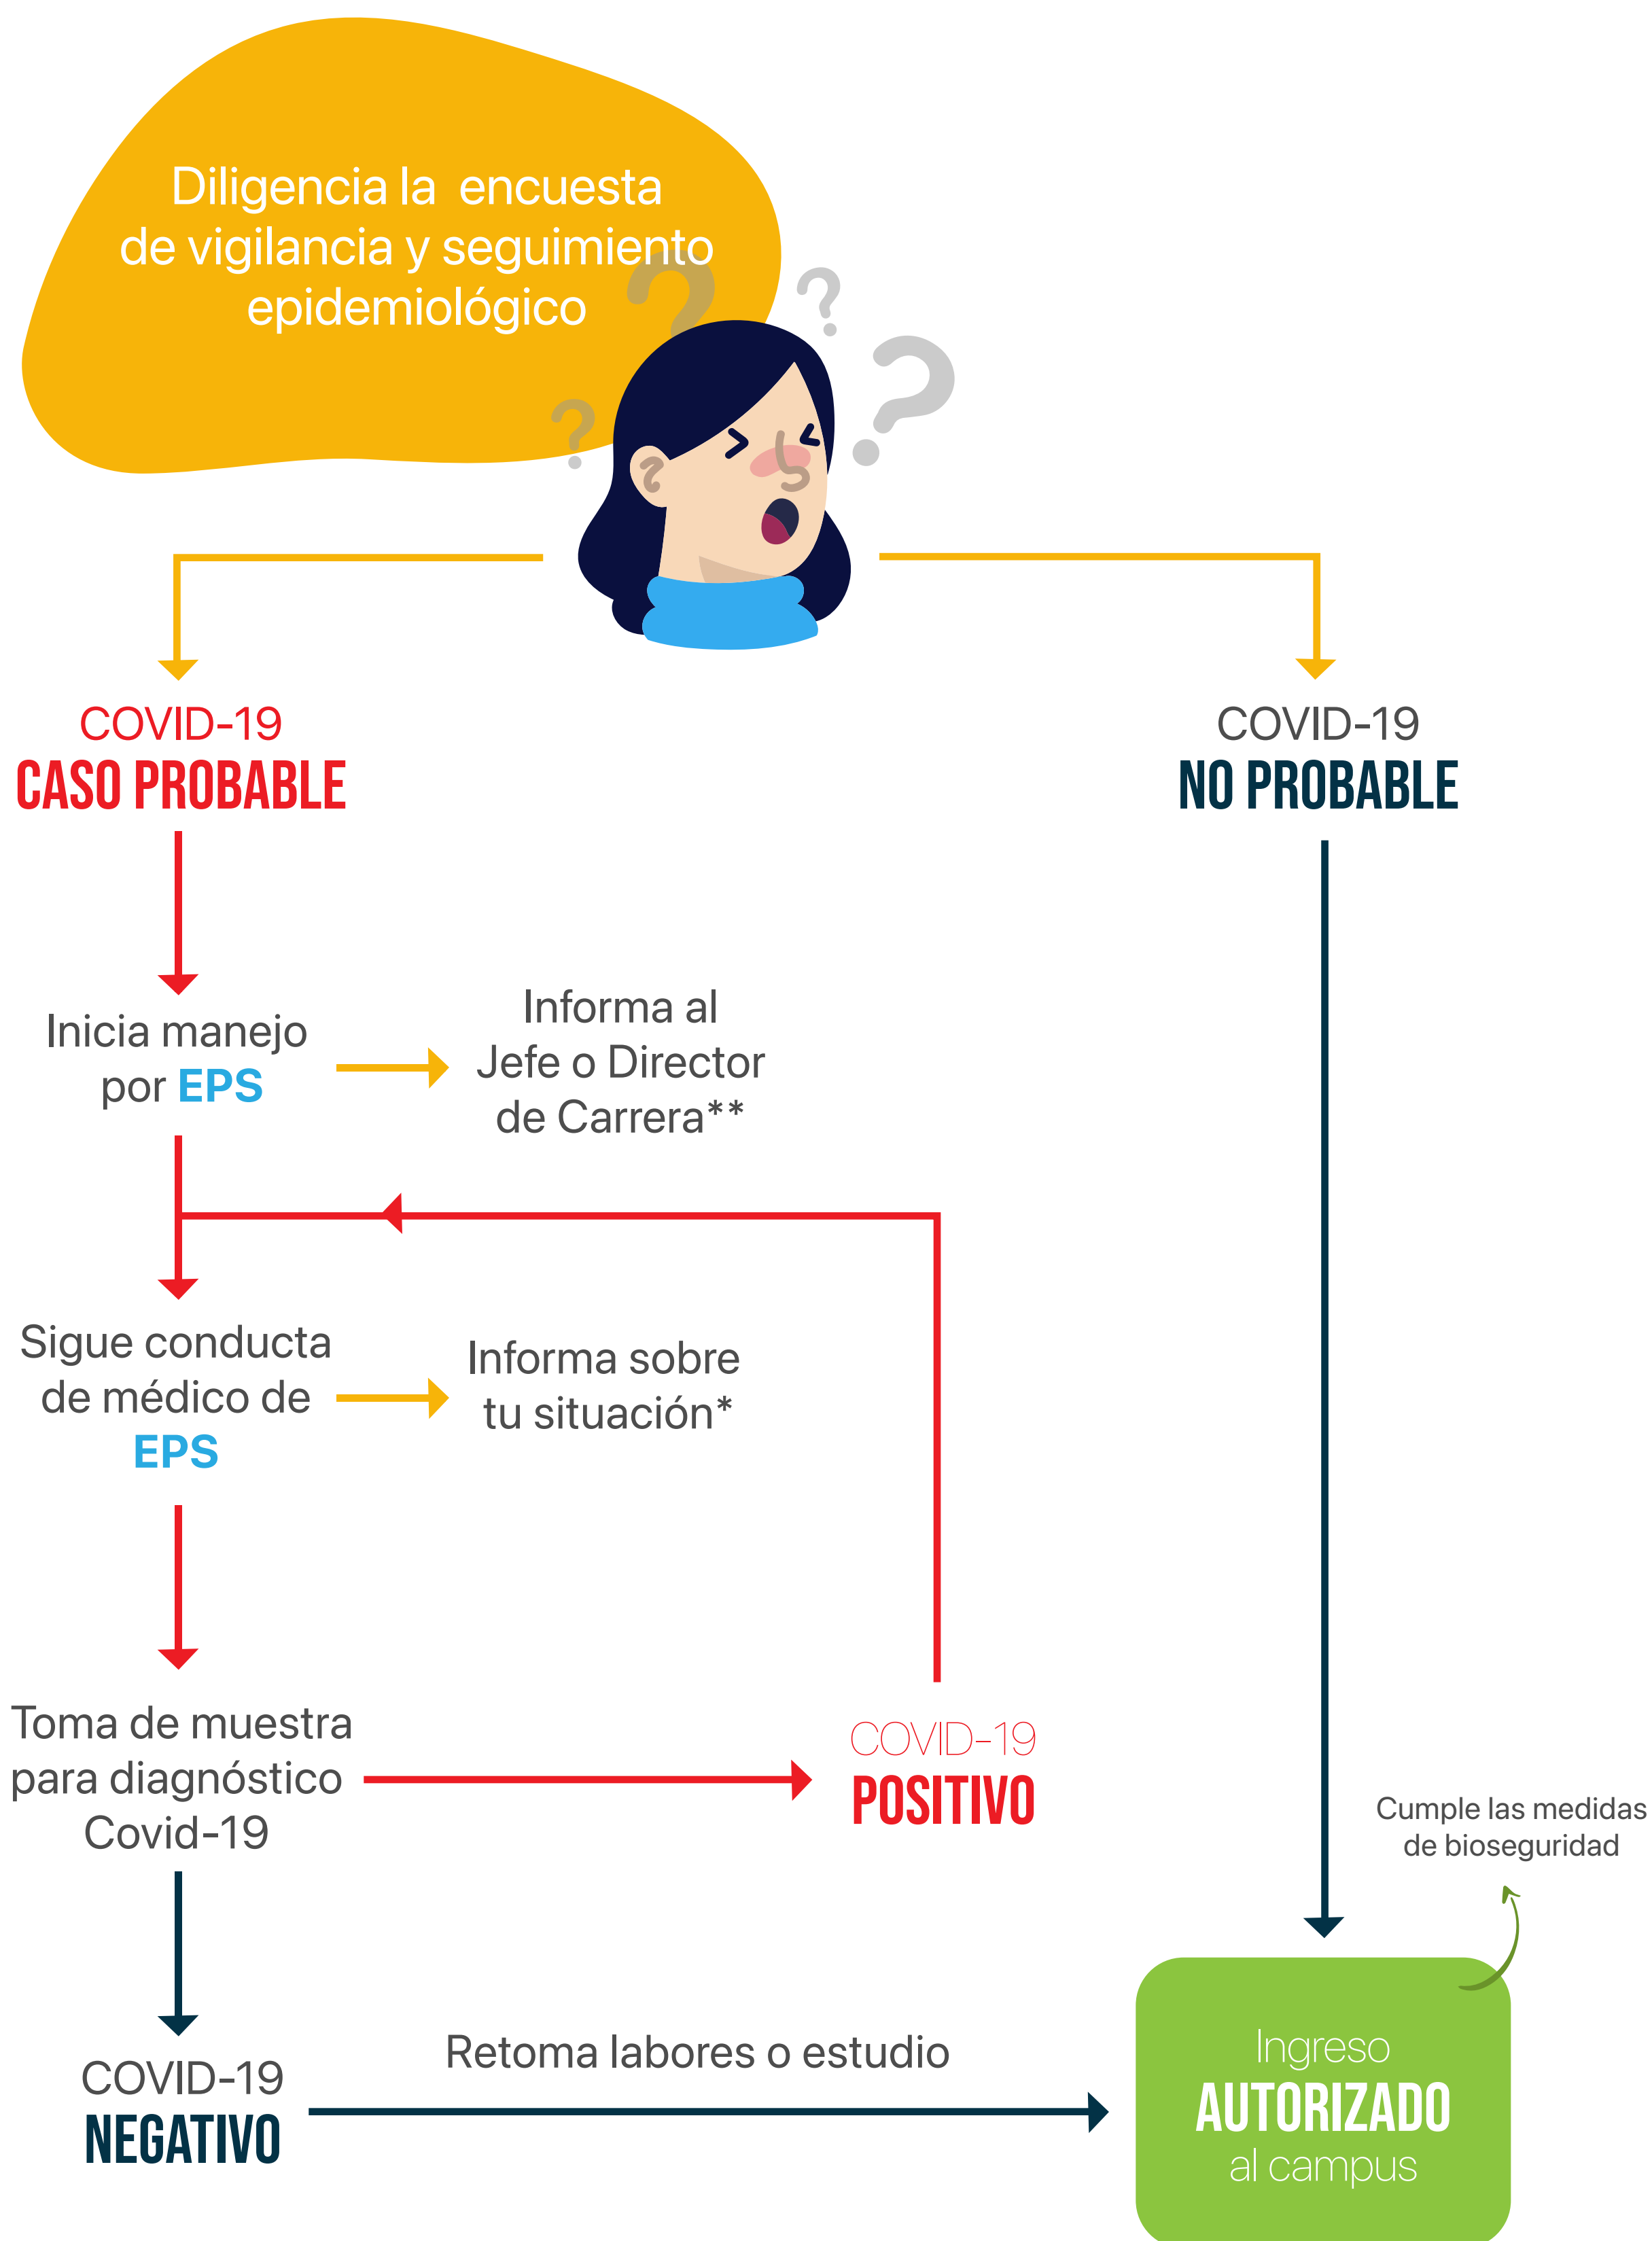 Diligencia la encuesta
de vigilancia y seguimiento
epidemiológico
COVID-19
CASO PROBABLE
COVID-19
NO PROBABLE
Inicia manejo
por EPS
Informa al
Jefe o Director
de Carrera**
Sigue conducta
de médico de
EPS
Informa sobre
tu situación*
Toma de muestra
para diagnóstico
Covid-19
COVID-19
POSITIVO
Cumple las medidas
de bioseguridad
COVID-19
NEGATIVO
Retoma labores o estudio
Ingreso
AUTORIZADO
al campus